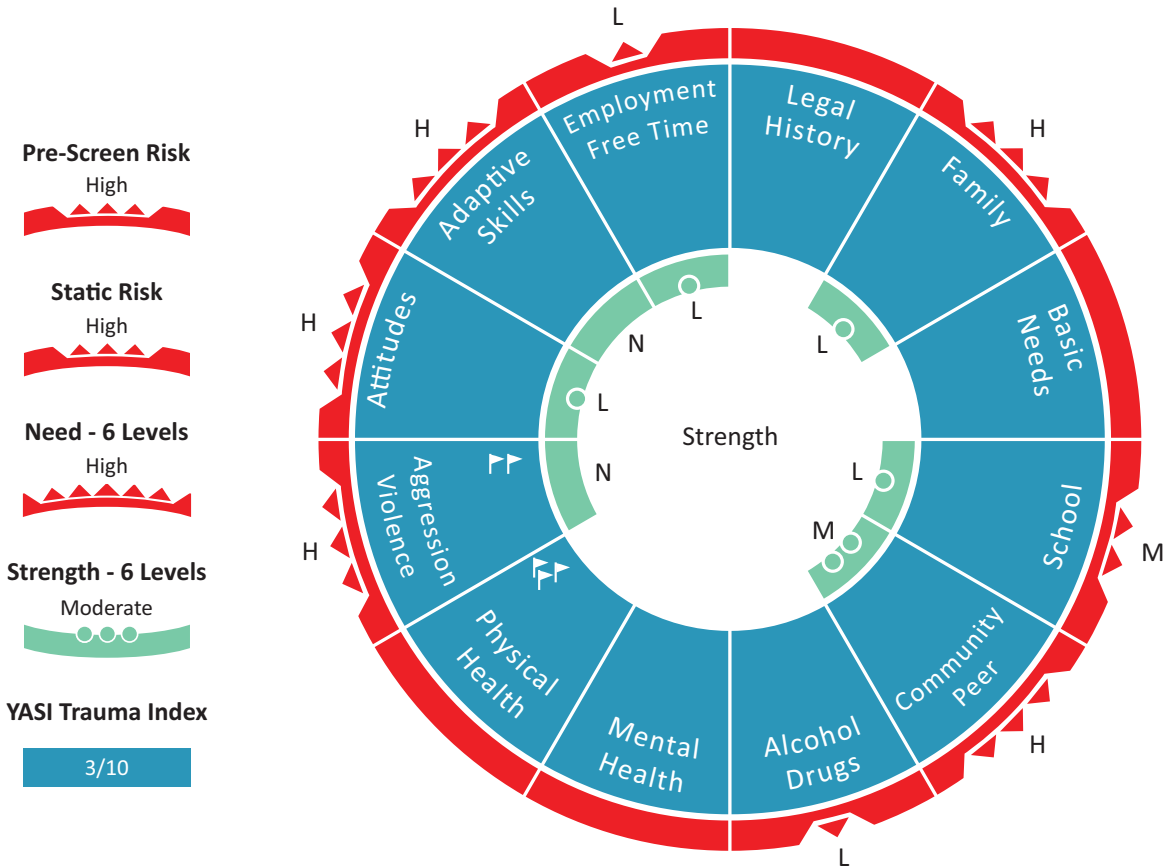 Pre-Screen Risk
High
Static Risk
High
Need - 6 Levels
High
Strength - 6 Levels
Moderate
YASI Trauma Index
3/10
L
Employment
Free Time
L
Legal
History
H
Family
L
Basic
Needs
M
School
L
H
Community
Peer
M
L
Alcohol
Drugs
Mental
Health
Physical
Health
H
Aggression
Violence
N
H
Attitudes
L
H
Adaptive
Skills
N
Strength